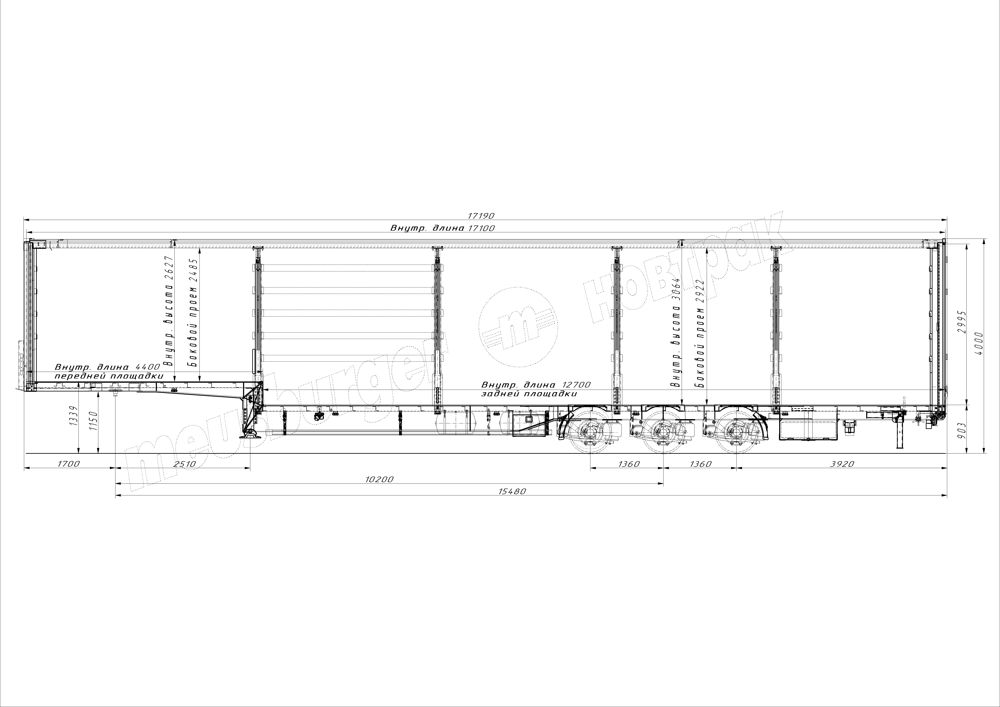 17190
Внутр. длина 17100
Внутр. высота 2627
Боковой проем 2485
Внутр. высота 3064
Боковой проем 2922
Новтрак
m
meusburger
2995
4000
Внутр. длина 4400
передней площадки
Внутр. длина 12700
задней площадки
1339
1150
903
1700
2510
1360
1360
3920
10200
15480